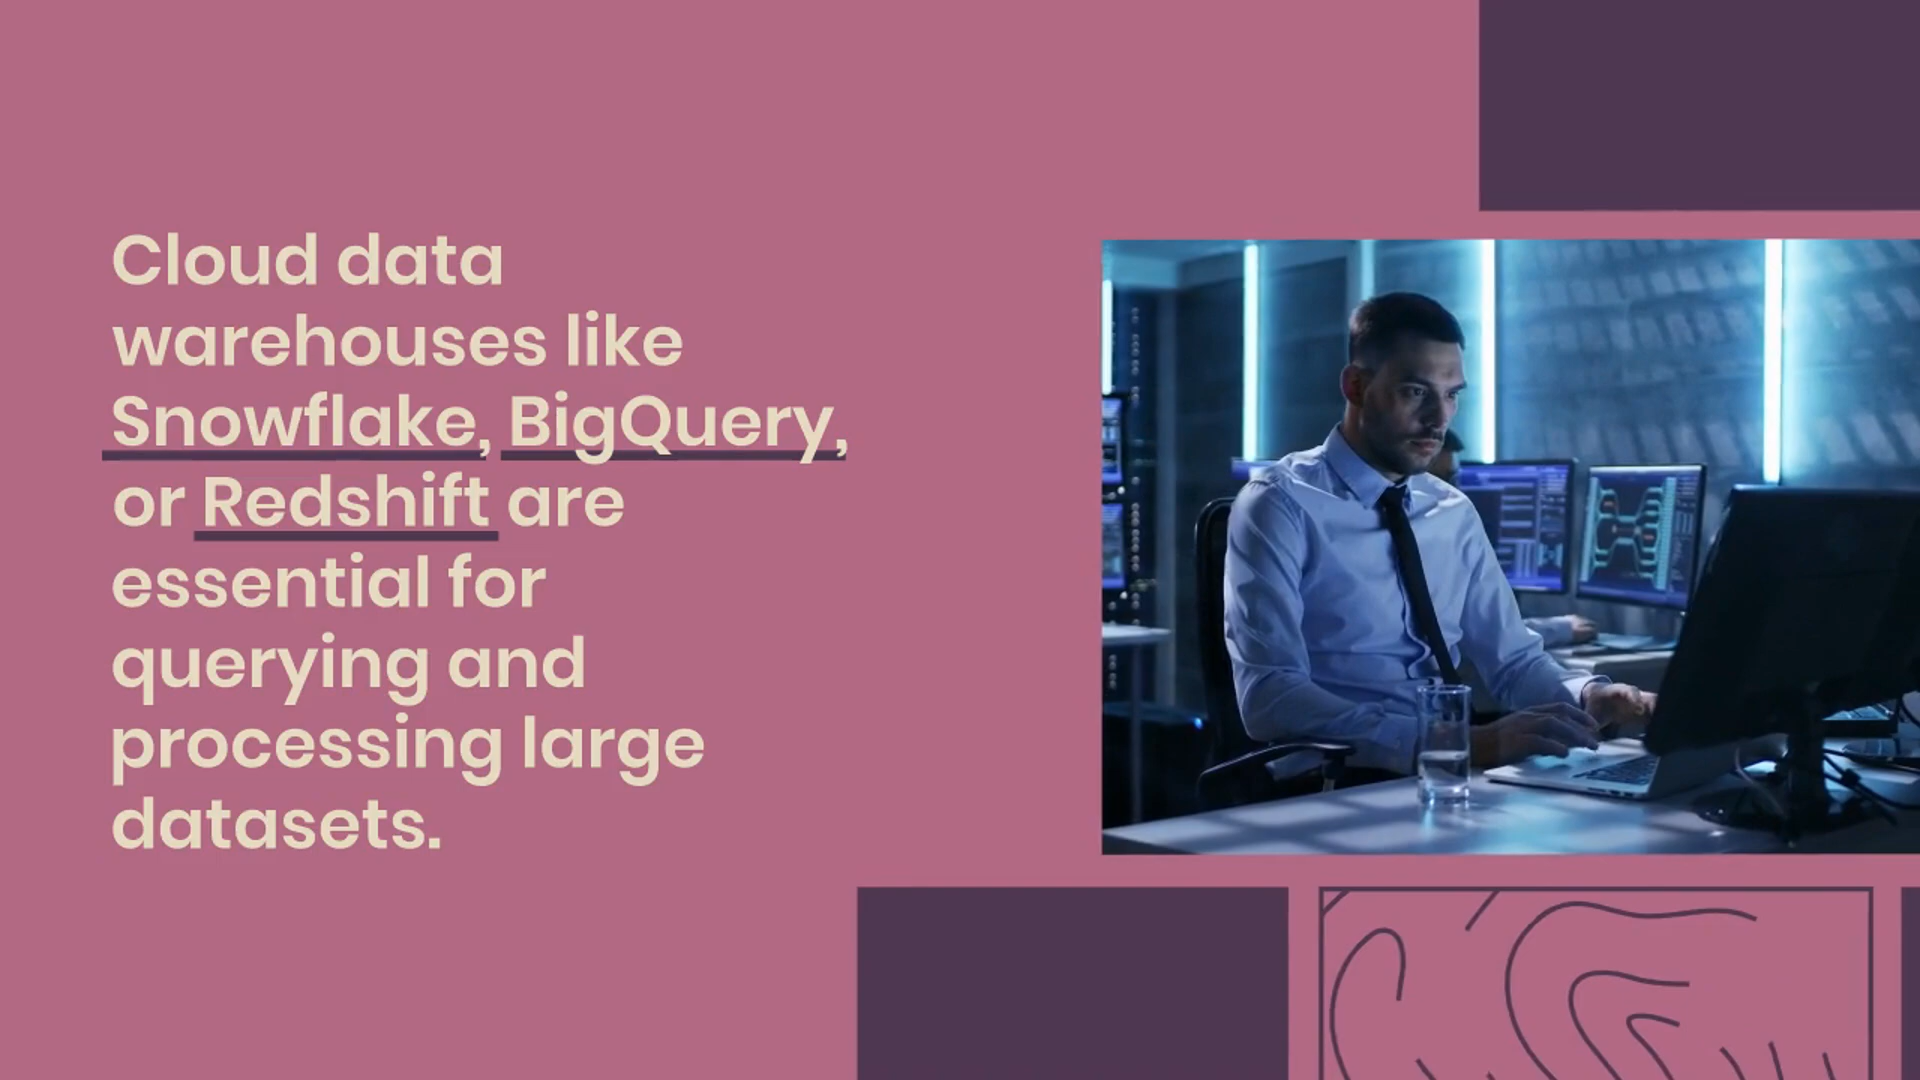 Cloud data
warehouses like
Snowflake, BigQuery,
or Redshift are
essential for
querying and
processing large
datasets.